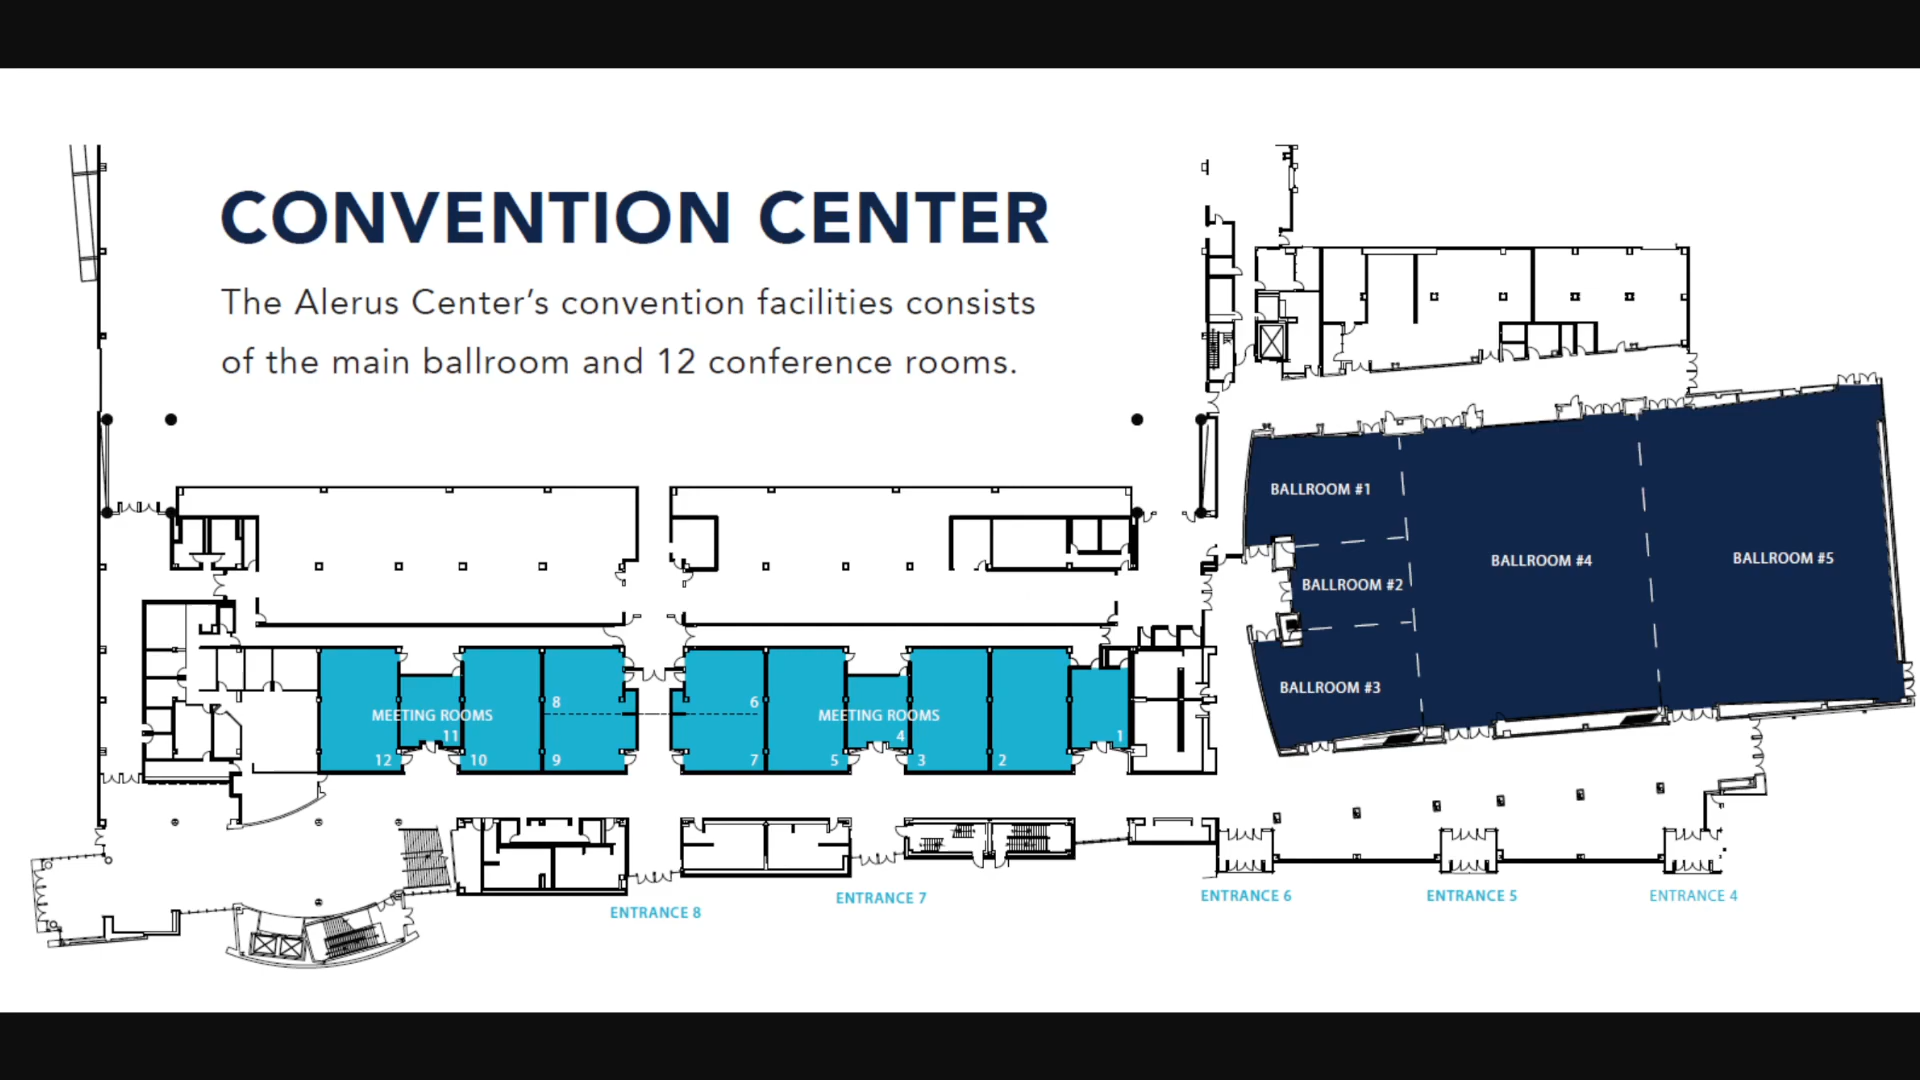 CONVENTION CENTER
The Alerus Center’s convention facilities consists
of the main ballroom and 12 conference rooms.
BALLROOM #1
BALLROOM #2
BALLROOM #3
BALLROOM #4
BALLROOM #5
MEETING ROOMS
8
11
12
10
9
MEETING ROOMS
6
4
1
7
5
3
2
ENTRANCE 8
ENTRANCE 7
ENTRANCE 6
ENTRANCE 5
ENTRANCE 4